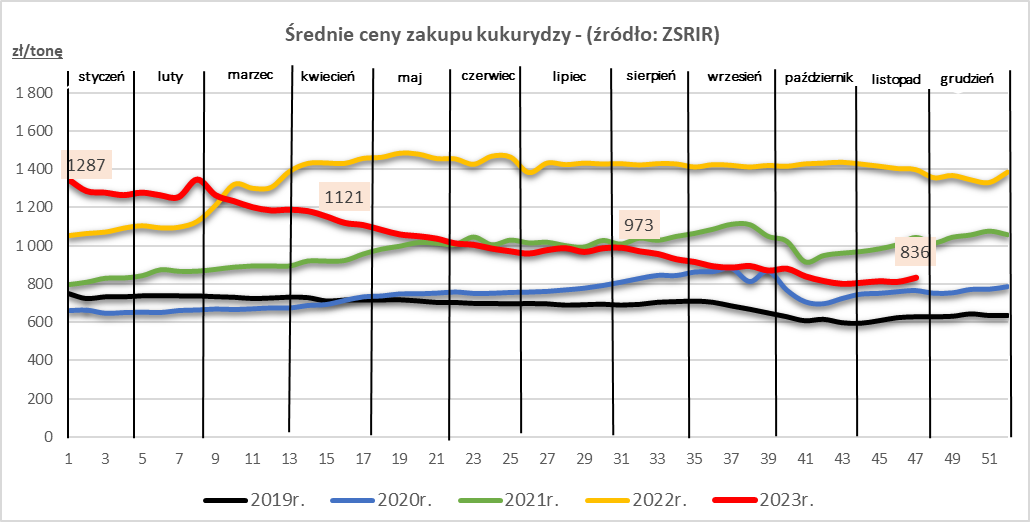 Średnie ceny zakupu kukurydzy - (źródło: ZSRIR)
zł/tonę
styczeń luty marzec kwiecień maj czerwiec lipiec sierpień wrzesień październik listopad grudzień
1 800
1 600
1 400
1 200
1 000
800
600
400
200
0
1287
1121
973
836
1 3 5 7 9 11 13 15 17 19 21 23 25 27 29 31 33 35 37 39 41 43 45 47 49 51
2019r. 2020r. 2021r. 2022r. 2023r.